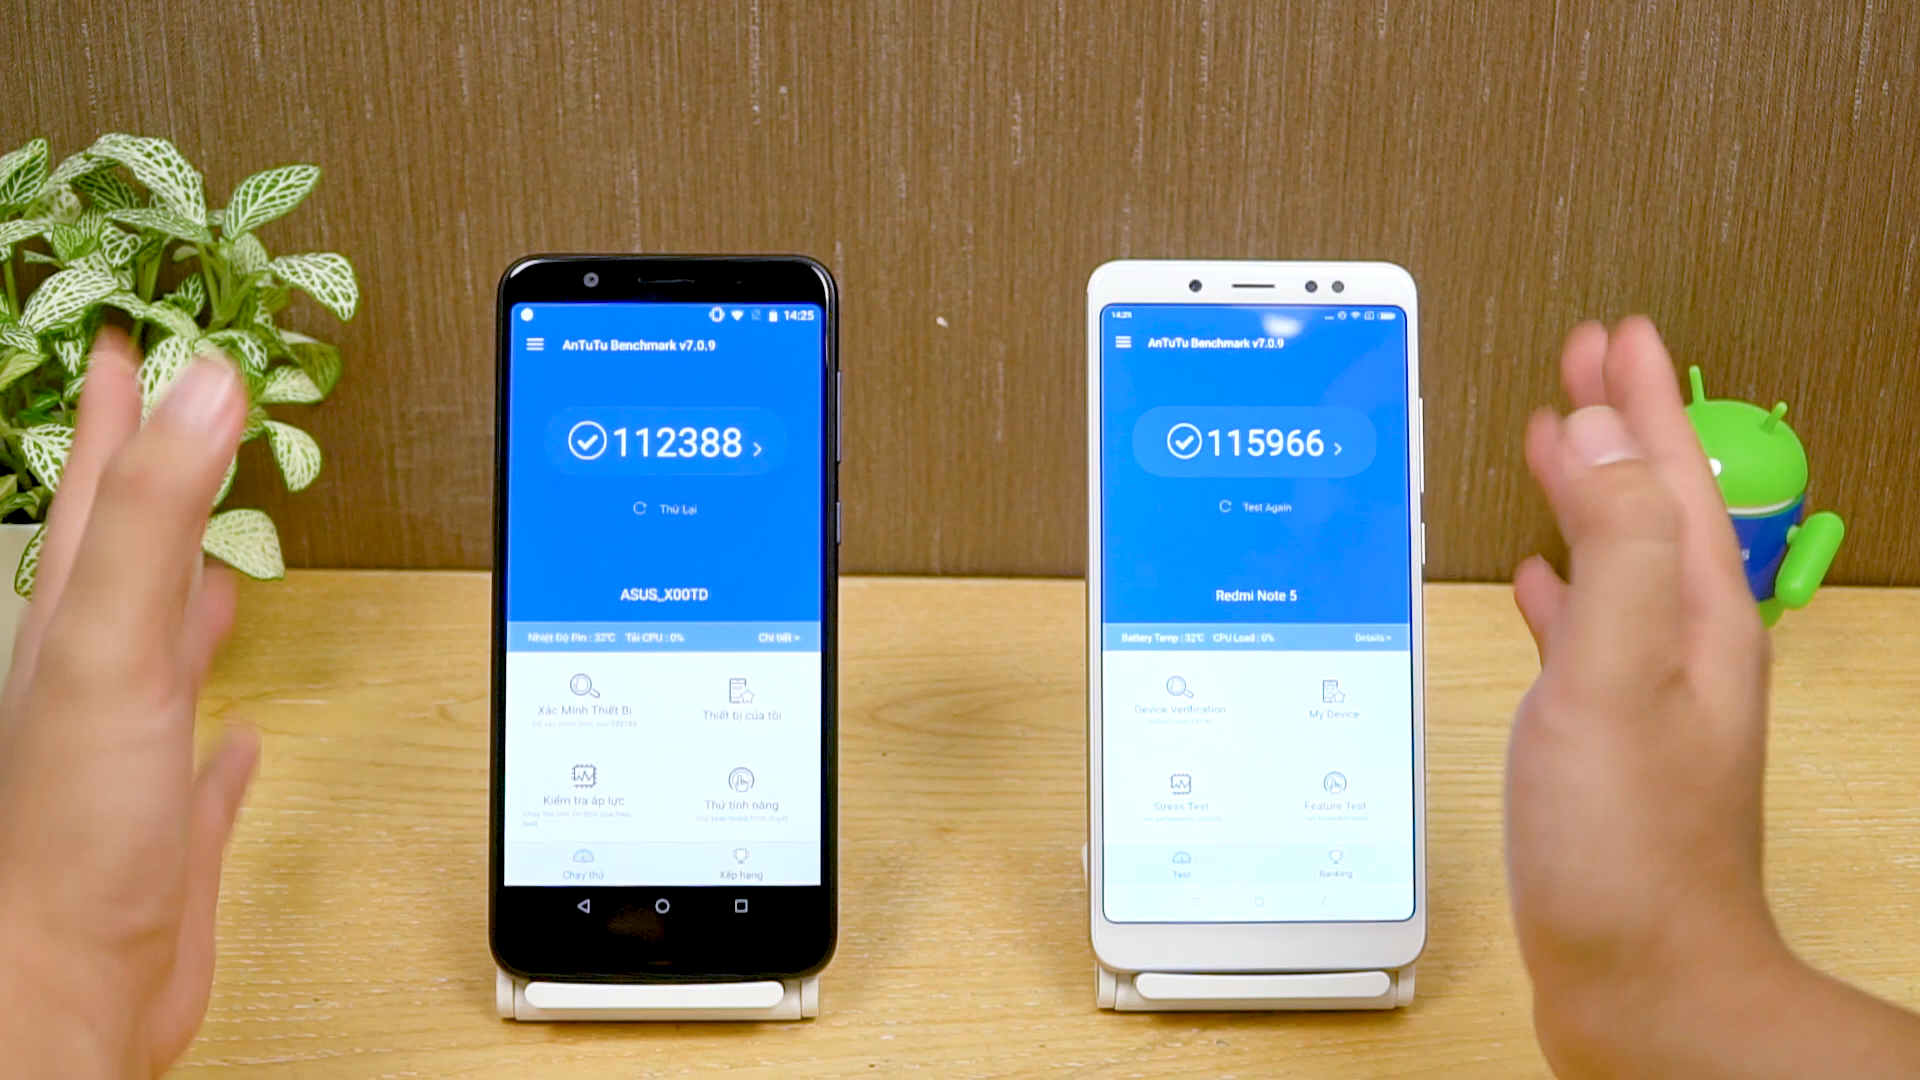 14:25
AnTuTu Benchmark v7.0.9
112388
Thử Lại
ASUS_X00TD
Nhiệt Độ Pin : 32℃ Tải CPU : 0% Chi tiết >
Xác Minh Thiết Bị
Thiết bị của tôi
Kiểm tra áp lực
Thử tính năng
Chạy thử
Xếp hạng
14:25
AnTuTu Benchmark v7.0.9
115966
Test Again
Redmi Note 5
Battery Temp : 32℃ CPU Load : 0% Details >
Device Verification
My Device
Stress Test
Feature Test
Test
Ranking